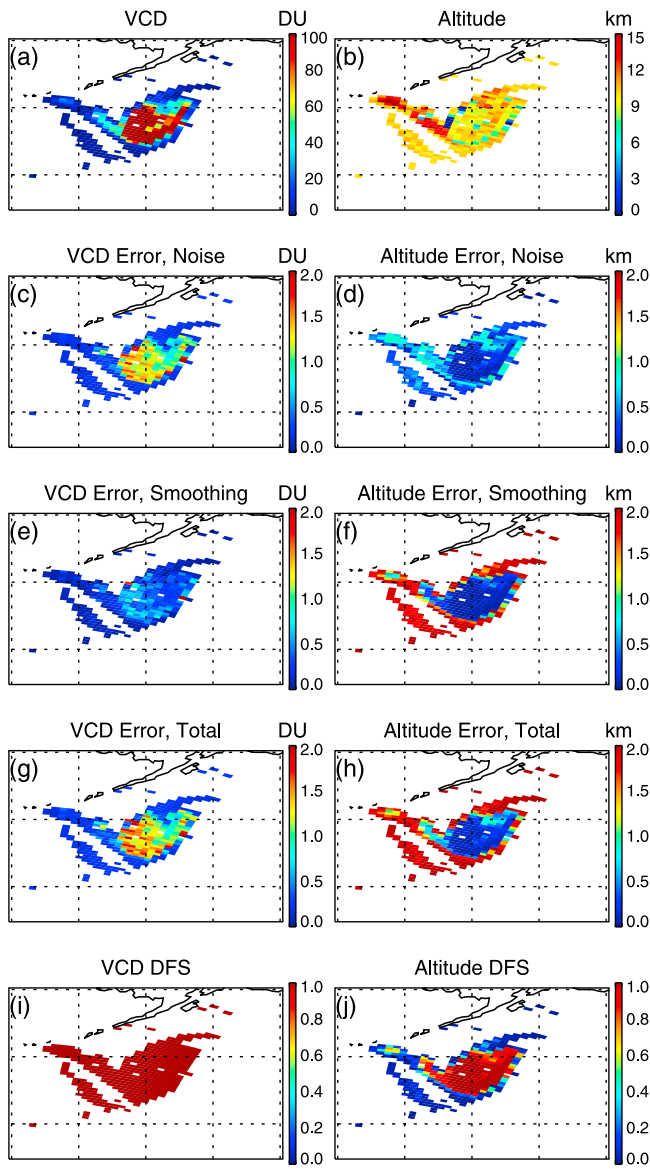 VCD DU
(a)
100
80
60
40
20
0
Altitude km
(b)
15
12
9
6
3
0
VCD Error, Noise DU
(c)
2.0
1.5
1.0
0.5
0.0
Altitude Error, Noise km
(d)
2.0
1.5
1.0
0.5
0.0
VCD Error, Smoothing DU
(e)
2.0
1.5
1.0
0.5
0.0
Altitude Error, Smoothing km
(f)
2.0
1.5
1.0
0.5
0.0
VCD Error, Total DU
(g)
2.0
1.5
1.0
0.5
0.0
Altitude Error, Total km
(h)
2.0
1.5
1.0
0.5
0.0
VCD DFS
(i)
1.0
0.8
0.6
0.4
0.2
0.0
Altitude DFS
(j)
1.0
0.8
0.6
0.4
0.2
0.0